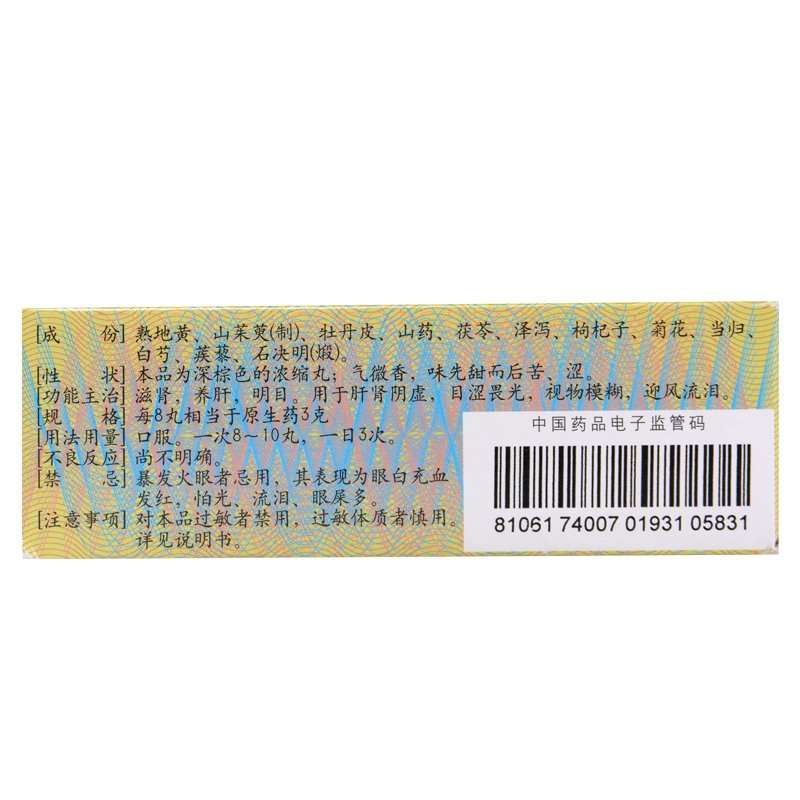 [成 份] 熟地黄、山茱萸(制)、牡丹皮、山药、茯苓、泽泻、枸杞子、菊花、当归、
白芍、蒺藜、石决明(煅)。
[性 状] 本品为深棕色的浓缩丸；气微香，味先甜而后苦、涩。
[功能主治] 滋肾，养肝，明目。用于肝肾阴虚，目涩畏光，视物模糊，迎风流泪。
[规 格] 每8丸相当于原生药3克
[用法用量] 口服。一次8～10丸，一日3次。
[不良反应] 尚不明确。
[禁 忌] 暴发火眼者忌用，其表现为眼白充血
发红，怕光，流泪、眼屎多。
[注意事项] 对本品过敏者禁用，过敏体质者慎用。
详见说明书。
中国药品电子监管码
81061 74007 01931 05831